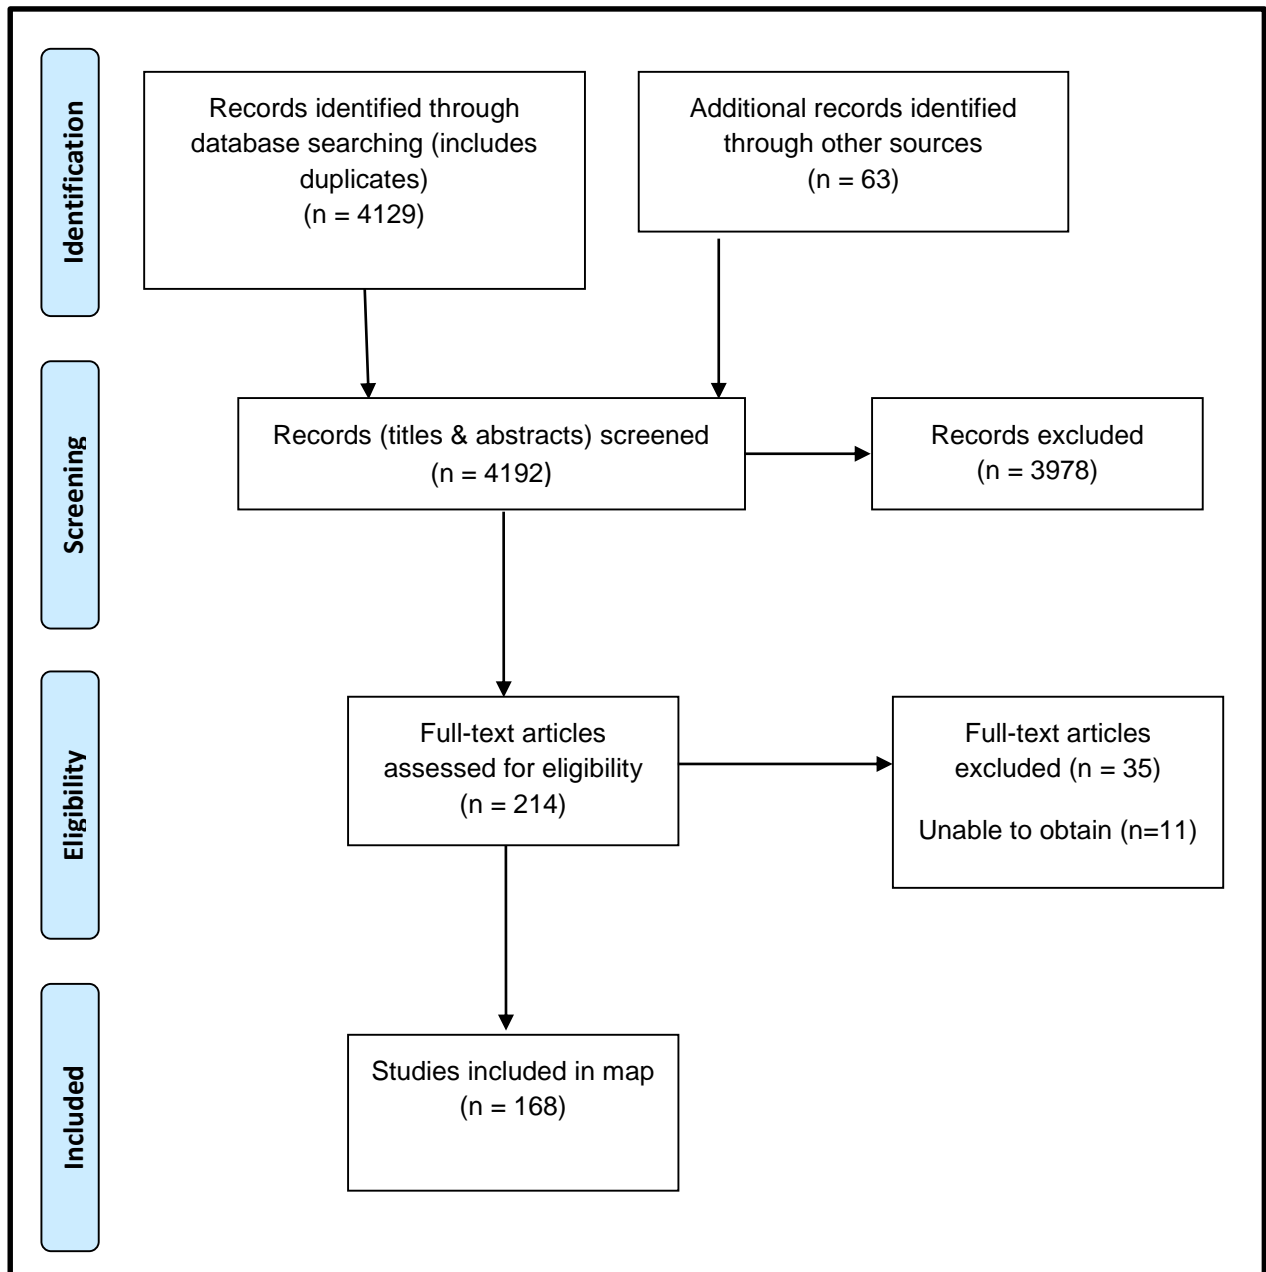 Identification
Records identified through
database searching (includes
duplicates)
(n = 4129)
Additional records identified
through other sources
(n = 63)
Screening
Records (titles & abstracts) screened
(n = 4192)
Records excluded
(n = 3978)
Eligibility
Full-text articles
assessed for eligibility
(n = 214)
Full-text articles
excluded (n = 35)
Unable to obtain (n=11)
Included
Studies included in map
(n = 168)